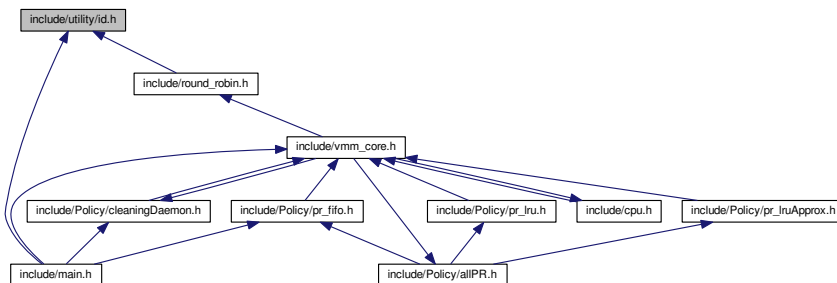 include/utility/id.h
include/round_robin.h
include/vmm_core.h
include/Policy/cleaningDaemon.h
include/Policy/pr_fifo.h
include/Policy/pr_lru.h
include/cpu.h
include/Policy/pr_lruApprox.h
include/main.h
include/Policy/allPR.h